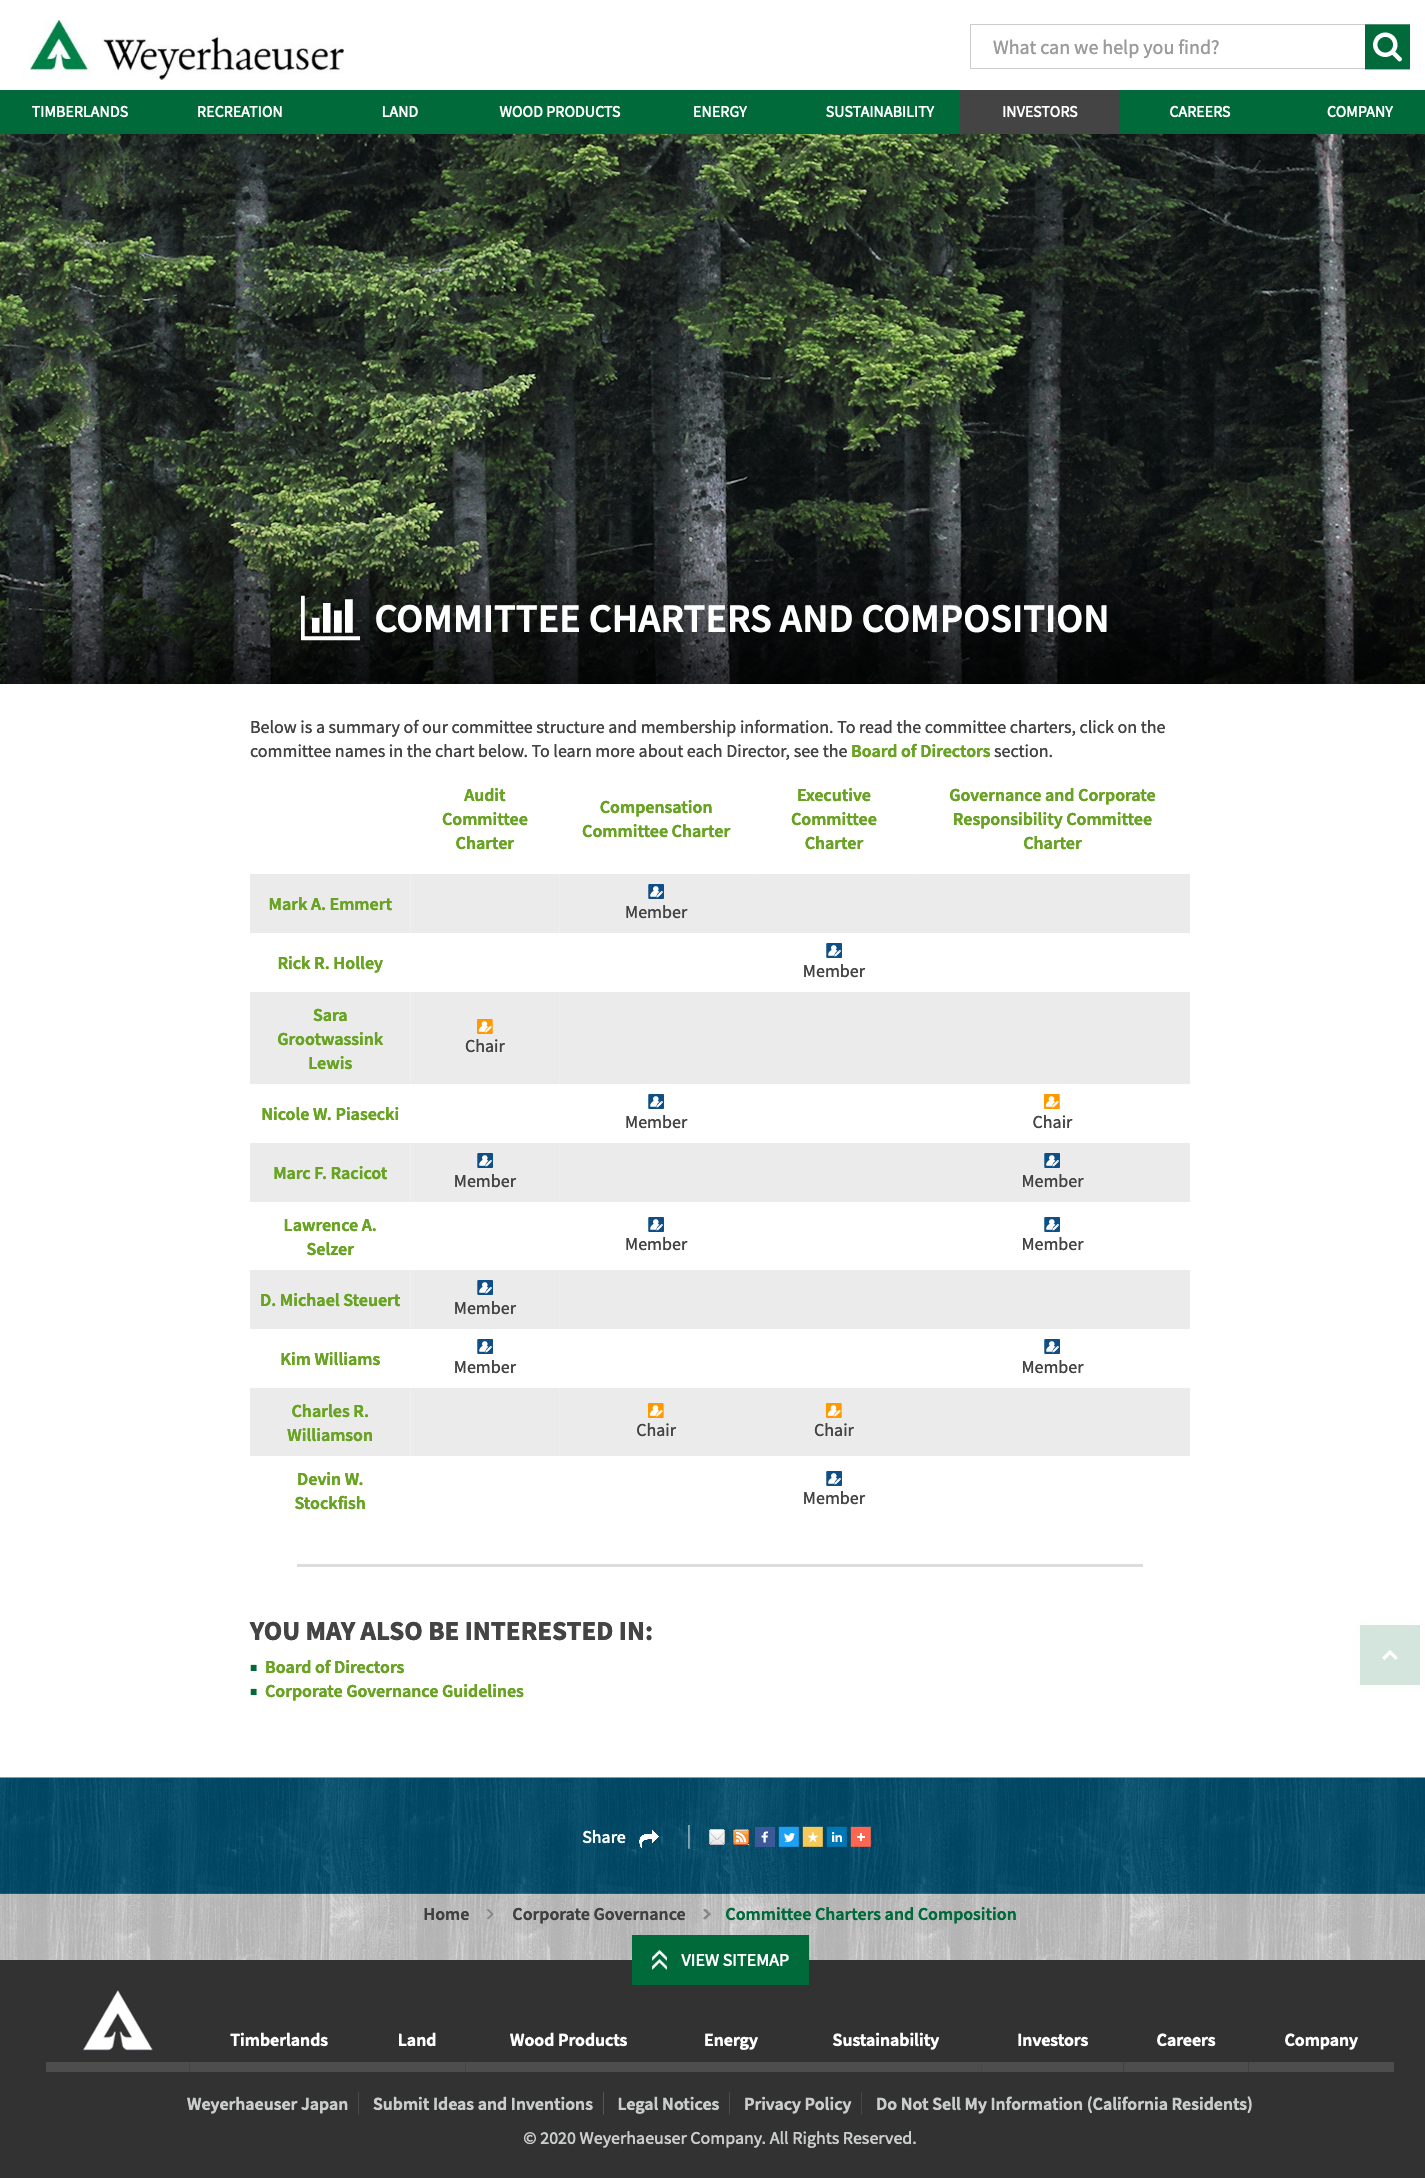 Weyerhaeuser
What can we help you find?
TIMBERLANDS RECREATION LAND WOOD PRODUCTS ENERGY SUSTAINABILITY INVESTORS CAREERS COMPANY
COMMITTEE CHARTERS AND COMPOSITION
Below is a summary of our committee structure and membership information. To read the committee charters, click on the
committee names in the chart below. To learn more about each Director, see the Board of Directors section.
Audit
Committee
Charter
Compensation
Committee Charter
Executive
Committee
Charter
Governance and Corporate
Responsibility Committee
Charter
Mark A. Emmert
Member
Rick R. Holley
Member
Sara
Grootwassink
Lewis
Chair
Nicole W. Piasecki
Member Chair
Marc F. Racicot
Member Member
Lawrence A.
Selzer
Member Member
D. Michael Steuert
Member
Kim Williams
Member Member
Charles R.
Williamson
Chair Chair
Devin W.
Stockfish
Member
YOU MAY ALSO BE INTERESTED IN:
Board of Directors
Corporate Governance Guidelines
Share
Home Corporate Governance Committee Charters and Composition
VIEW SITEMAP
Timberlands Land Wood Products Energy Sustainability Investors Careers Company
Weyerhaeuser Japan Submit Ideas and Inventions Legal Notices Privacy Policy Do Not Sell My Information (California Residents)
© 2020 Weyerhaeuser Company. All Rights Reserved.